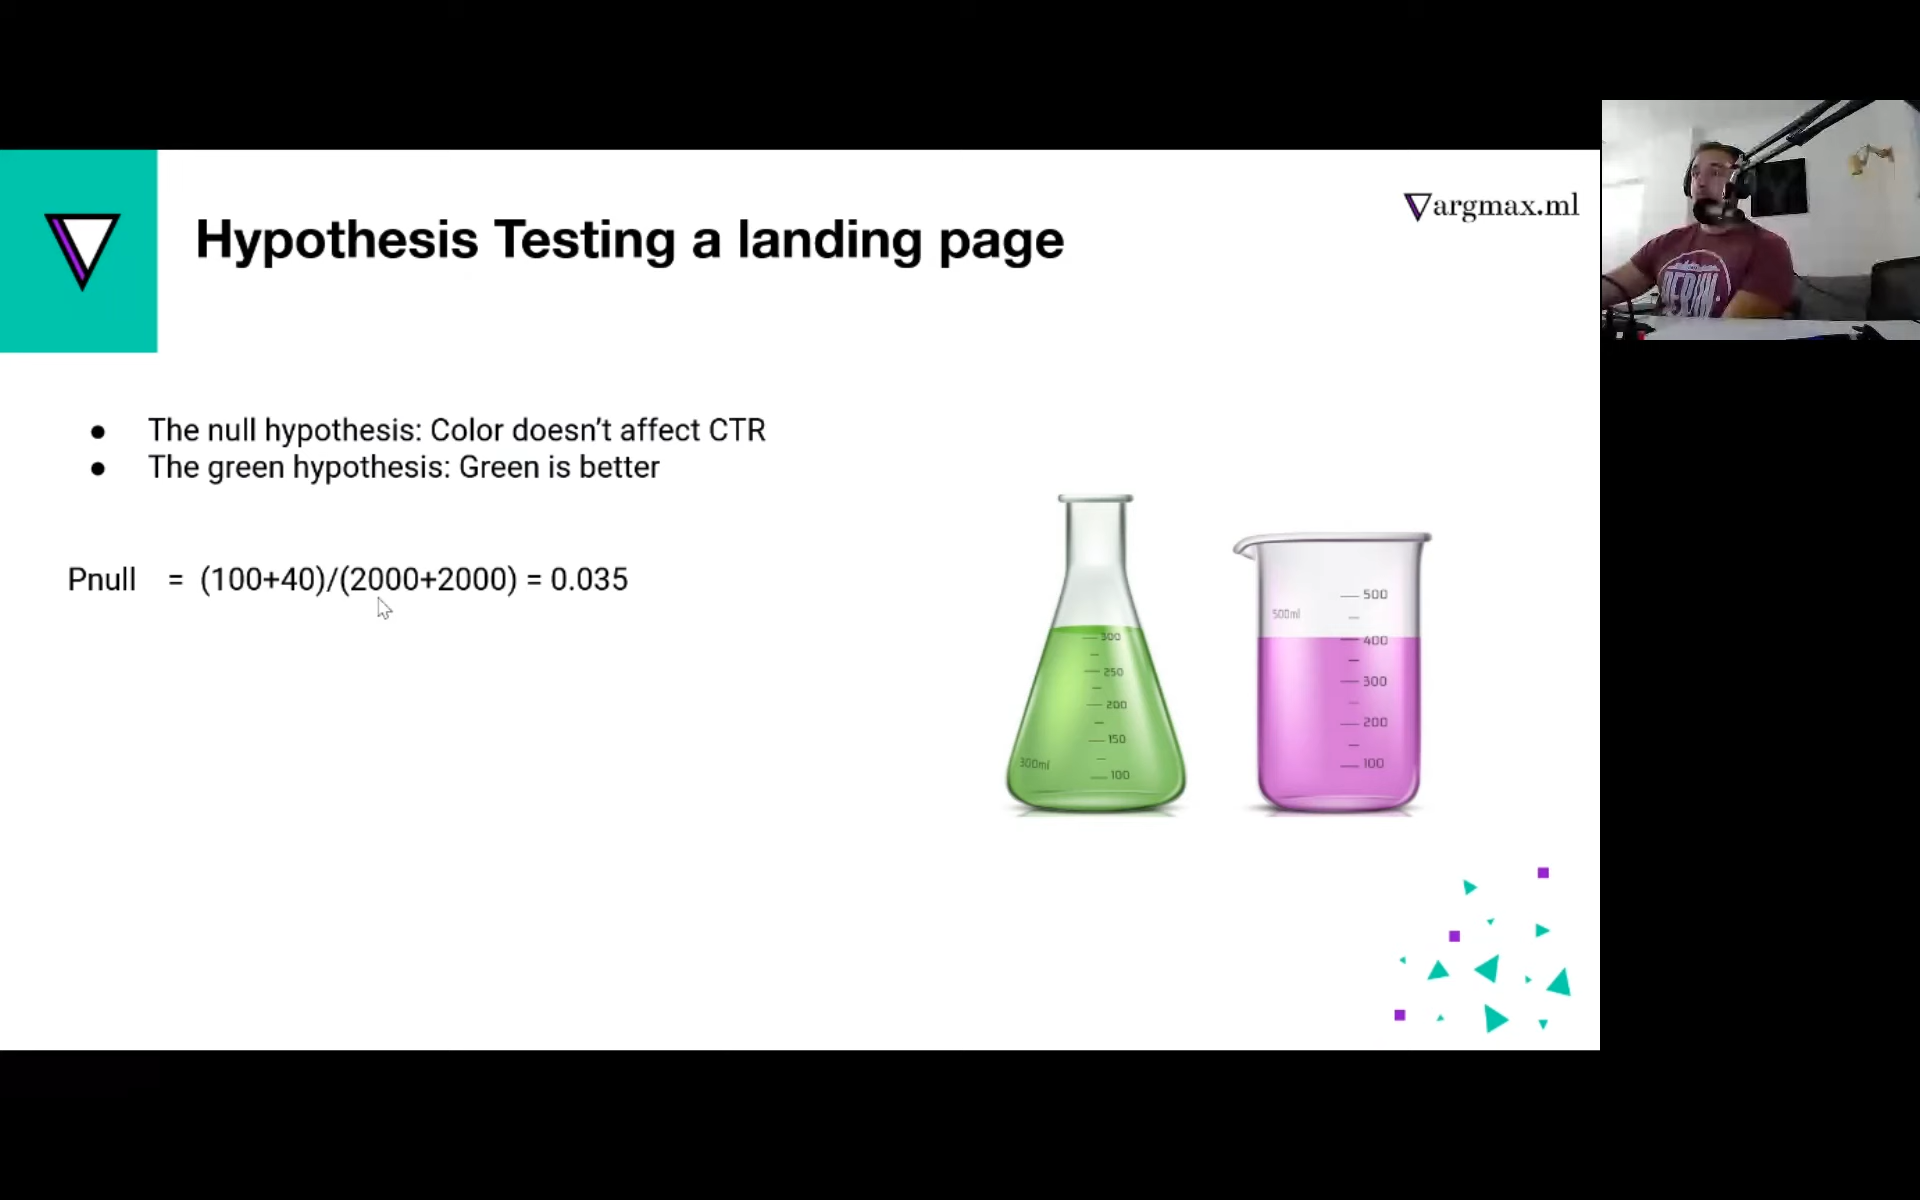 Hypothesis Testing a landing page
argmax.ml
● The null hypothesis: Color doesn't affect CTR
● The green hypothesis: Green is better
Pnull = (100+40)/(2000+2000) = 0.035
300
250
200
150
100
300ml
500
500ml
400
300
200
100